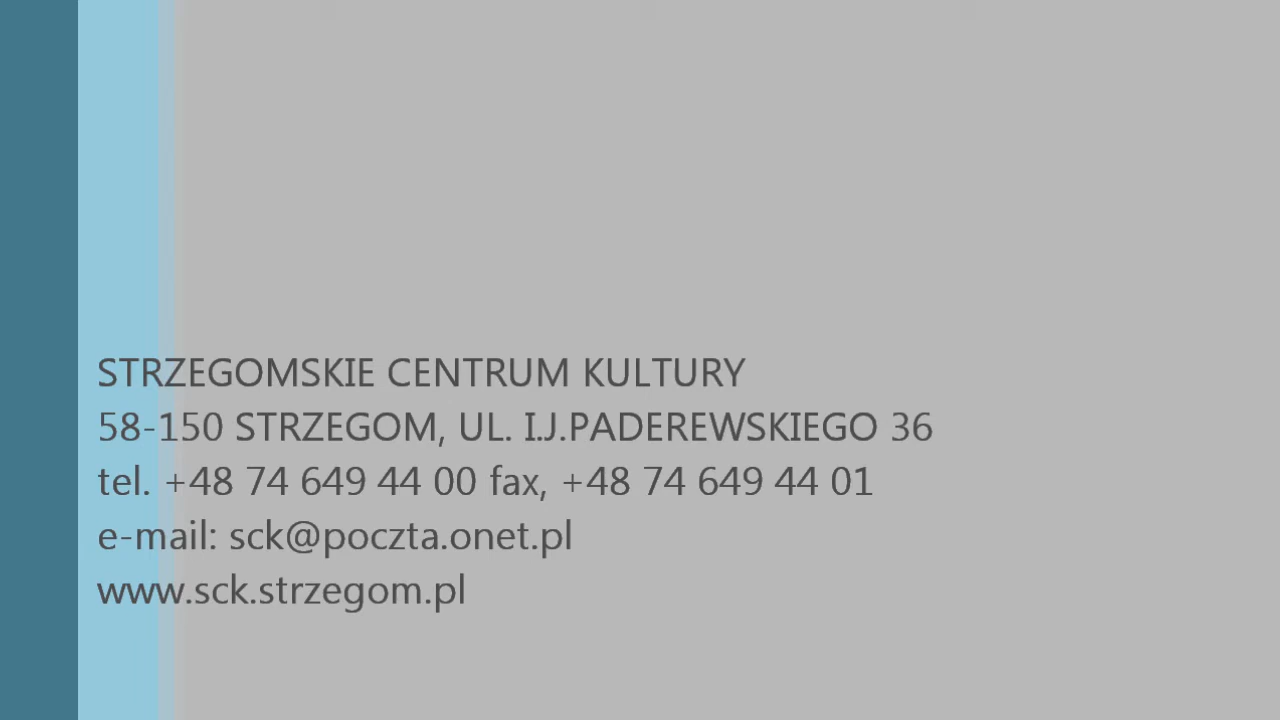 STRZEGOMSKIE CENTRUM KULTURY
58-150 STRZEGOM, UL. I.J.PADEREWSKIEGO 36
tel. +48 74 649 44 00 fax, +48 74 649 44 01
e-mail: sck@poczta.onet.pl
www.sck.strzegom.pl